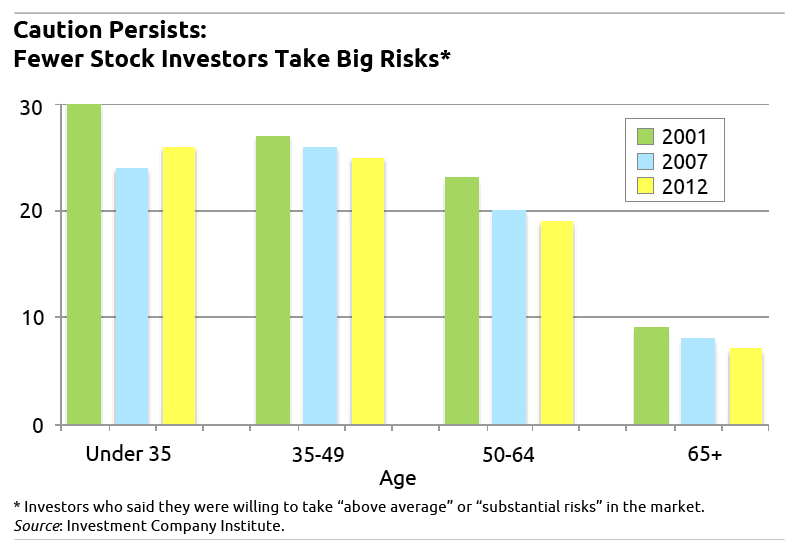 Caution Persists:
Fewer Stock Investors Take Big Risks*
30
20
10
0
2001
2007
2012
Under 35
35-49
50-64
65+
Age
* Investors who said they were willing to take “above average” or “substantial risks” in the market.
Source: Investment Company Institute.